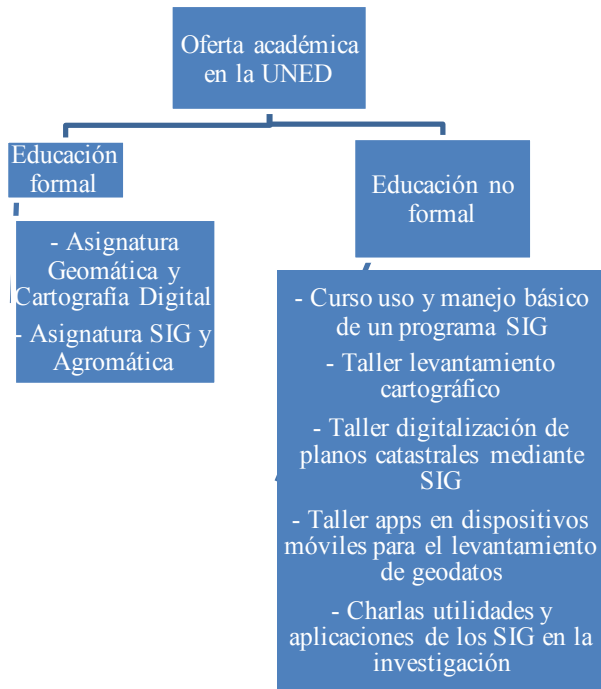 Oferta académica
en la UNED
Educación
formal
- Asignatura
Geomática y
Cartografía Digital
- Asignatura SIG y
Agromática
Educación no
formal
- Curso uso y manejo básico
de un programa SIG
- Taller levantamiento
cartográfico
- Taller digitalización de
planos catastrales mediante
SIG
- Taller apps en dispositivos
móviles para el levantamiento
de geodatos
- Charlas utilidades y
aplicaciones de los SIG en la
investigación